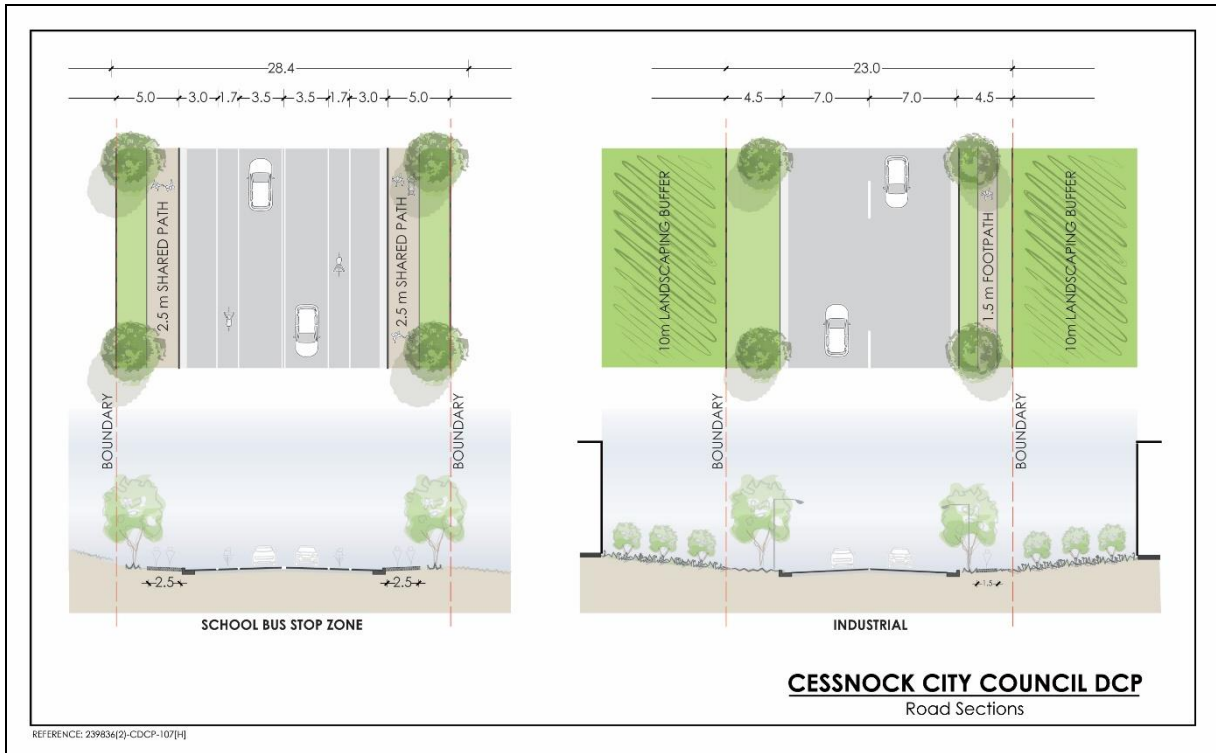 28.4
5.0 3.0 1.7 3.5 3.5 1.7 3.0 5.0
23.0
4.5 7.0 7.0 4.5
2.5 m SHARED PATH
2.5 m SHARED PATH
10m LANDSCAPING BUFFER
1.5 m FOOTPATH
10m LANDSCAPING BUFFER
BOUNDARY
BOUNDARY
BOUNDARY
BOUNDARY
2.5
2.5
1.5
SCHOOL BUS STOP ZONE
INDUSTRIAL
CESSNOCK CITY COUNCIL DCP
Road Sections
REFERENCE: 239836(2)-CDCP-107[H]